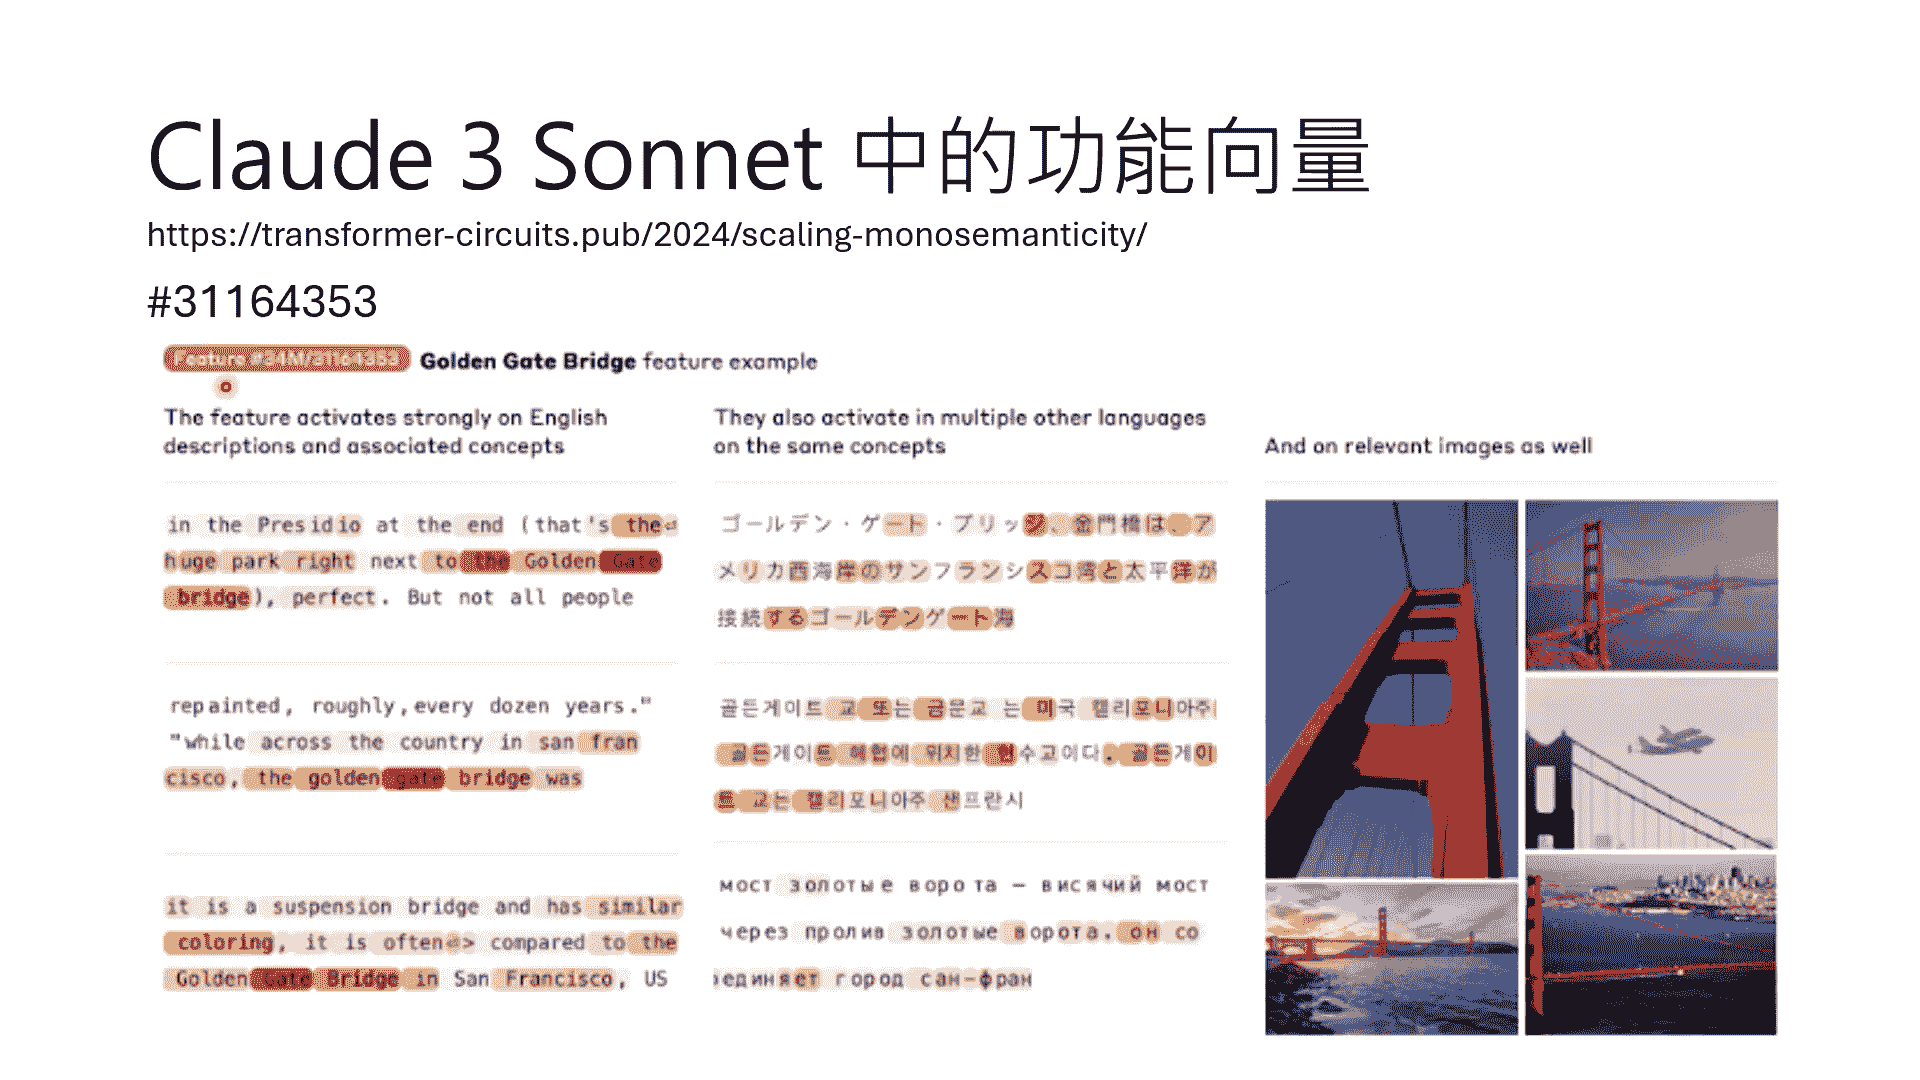 Claude 3 Sonnet 中的功能向量
https://transformer-circuits.pub/2024/scaling-monosemanticity/
#31164353
Feature #34M/31164353 Golden Gate Bridge feature example
The feature activates strongly on English
descriptions and associated concepts
in the Presidio at the end (that's the⏎
huge park right next to the Golden Gate
bridge), perfect. But not all people
repainted, roughly,every dozen years."
"while across the country in san fran
cisco, the golden gate bridge was
it is a suspension bridge and has similar
coloring, it is often⏎> compared to the
Golden Gate Bridge in San Francisco, US
They also activate in multiple other languages
on the same concepts
ゴールデン・ゲート・ブリッジ、金門橋は、ア
メリカ西海岸のサンフランシスコ湾と太平洋が
接続するゴールデンゲート海
골든게이트 교 또는 금문교 는 미국 캘리포니아주
골든게이트 해협에 위치한 현수교이다. 골든게이
트 교는 캘리포니아주 샌프란시
мост золотые ворота – висячий мост
через пролив золотые ворота. он со
единяет город сан-фран
And on relevant images as well